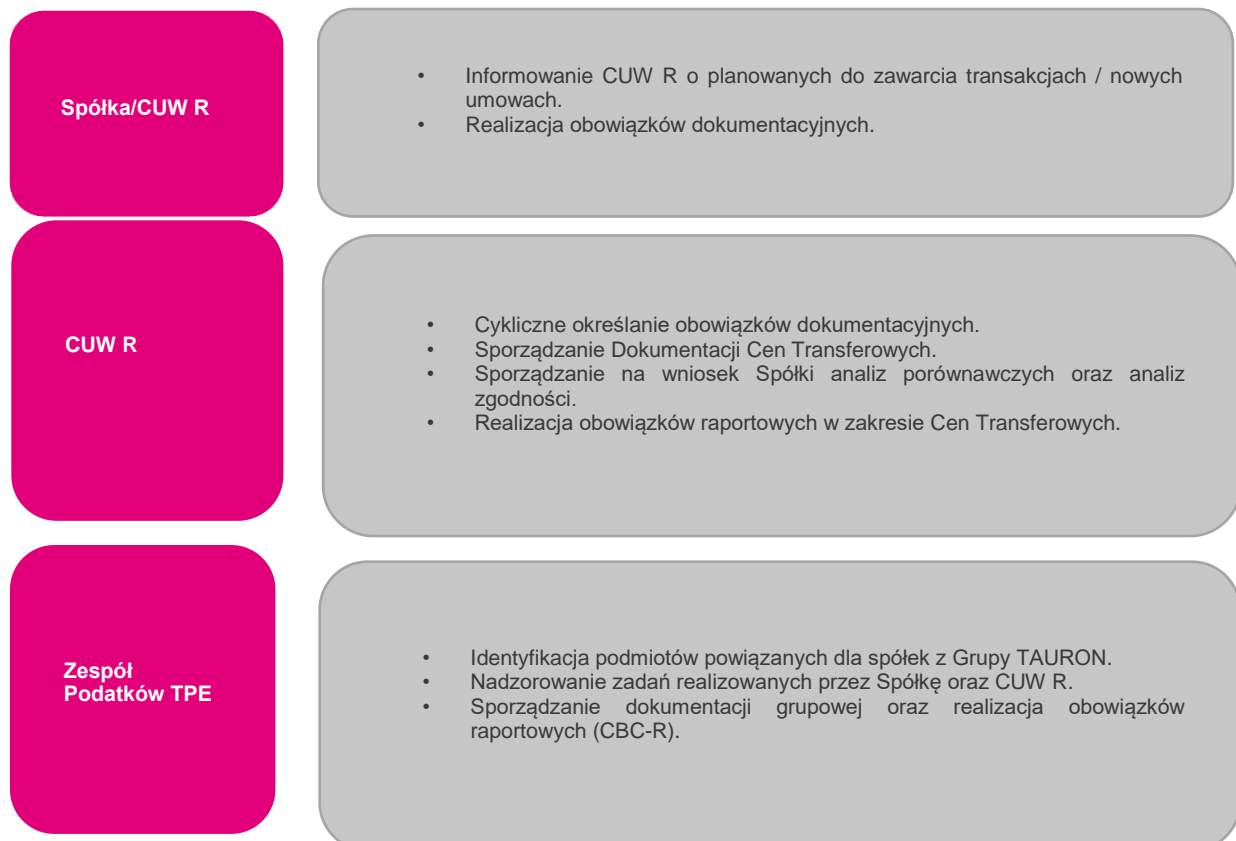 Spółka/CUW R
• Informowanie CUW R o planowanych do zawarcia transakcjach / nowych
umowach.
• Realizacja obowiązków dokumentacyjnych.
CUW R
• Cykliczne określanie obowiązków dokumentacyjnych.
• Sporządzanie Dokumentacji Cen Transferowych.
• Sporządzanie na wniosek Spółki analiz porównawczych oraz analiz
zgodności.
• Realizacja obowiązków raportowych w zakresie Cen Transferowych.
Zespół
Podatków TPE
• Identyfikacja podmiotów powiązanych dla spółek z Grupy TAURON.
• Nadzorowanie zadań realizowanych przez Spółkę oraz CUW R.
• Sporządzanie dokumentacji grupowej oraz realizacja obowiązków
raportowych (CBC-R).